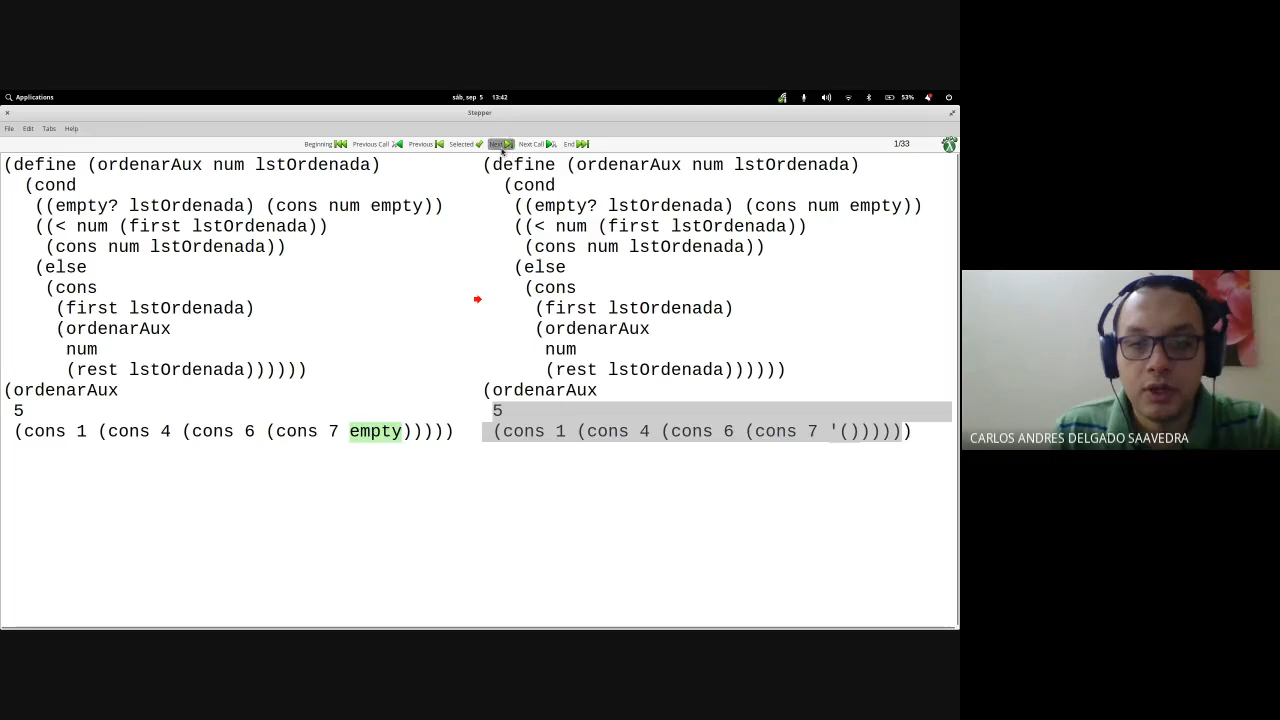 Applications
sáb, sep 5 13:42
53%
Stepper
File Edit Tabs Help
Beginning Previous Call Previous Selected Next Next Call End 1/33
(define (ordenarAux num lstOrdenada)
(cond
((empty? lstOrdenada) (cons num empty))
((< num (first lstOrdenada))
(cons num lstOrdenada))
(else
(cons
(first lstOrdenada)
(ordenarAux
num
(rest lstOrdenada))))))
(ordenarAux
5
(cons 1 (cons 4 (cons 6 (cons 7 empty)))))
(define (ordenarAux num lstOrdenada)
(cond
((empty? lstOrdenada) (cons num empty))
((< num (first lstOrdenada))
(cons num lstOrdenada))
(else
(cons
(first lstOrdenada)
(ordenarAux
num
(rest lstOrdenada))))))
(ordenarAux
5
(cons 1 (cons 4 (cons 6 (cons 7 '()))))) 
CARLOS ANDRES DELGADO SAAVEDRA